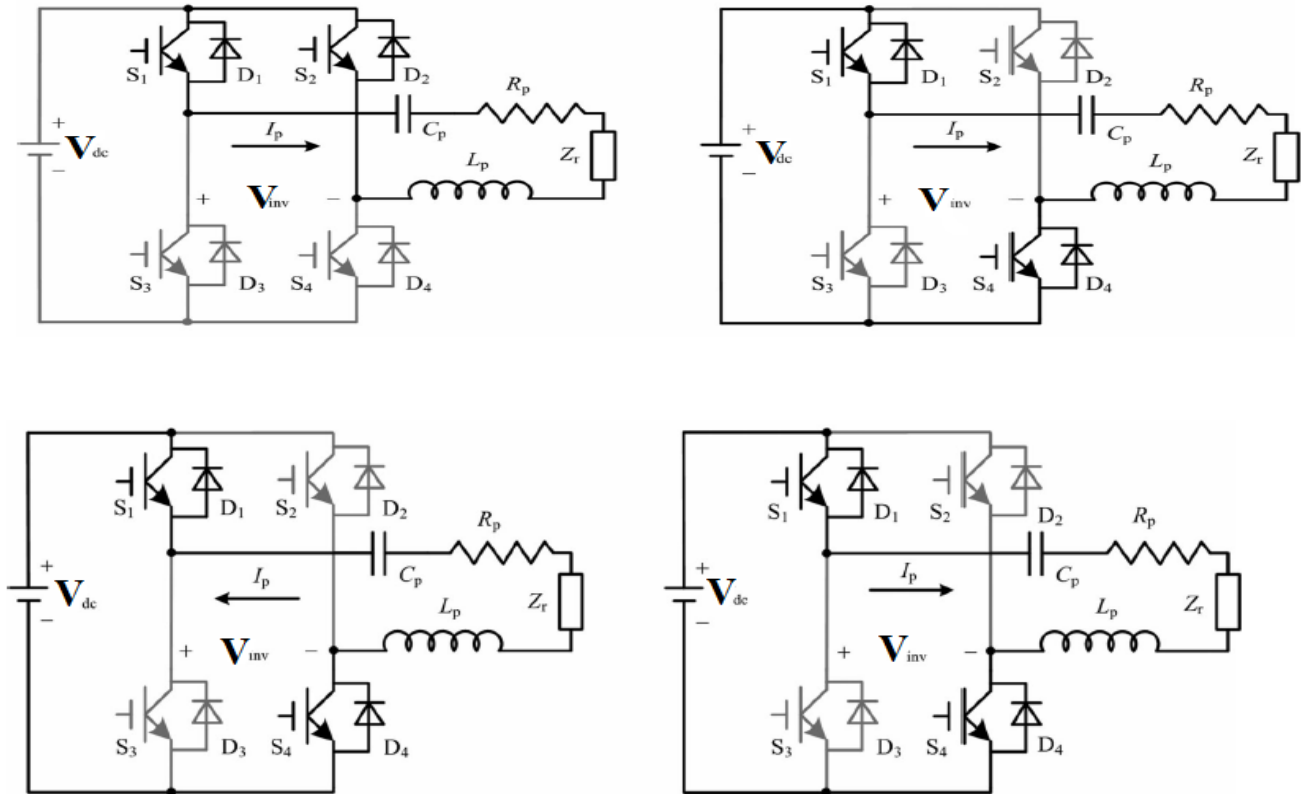 S1 D1 S2 D2
+ Vdc − Ip Cp Rp Zr
Lp
+ Vinv −
S3 D3 S4 D4
S1 D1 S2 D2
+ Vdc − Ip Cp Rp Zr
Lp
+ Vinv −
S3 D3 S4 D4
S1 D1 S2 D2
+ Vdc − Ip Cp Rp Zr
Lp
+ Vinv −
S3 D3 S4 D4
S1 D1 S2 D2
+ Vdc − Ip Cp Rp Zr
Lp
+ Vinv −
S3 D3 S4 D4